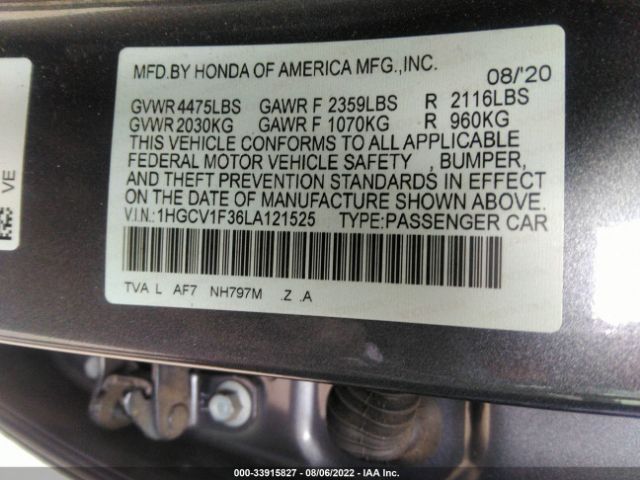 MFD.BY HONDA OF AMERICA MFG.,INC. 08/'20
GVWR 4475LBS GAWR F 2359LBS R 2116LBS
GVWR 2030KG GAWR F 1070KG R 960KG
THIS VEHICLE CONFORMS TO ALL APPLICABLE
FEDERAL MOTOR VEHICLE SAFETY , BUMPER,
AND THEFT PREVENTION STANDARDS IN EFFECT
ON THE DATE OF MANUFACTURE SHOWN ABOVE.
V.I.N.:1HGCV1F36LA121525 TYPE:PASSENGER CAR
TVA L AF7 NH797M .Z .A
VE
000-33915827 - 08/06/2022 - IAA Inc.